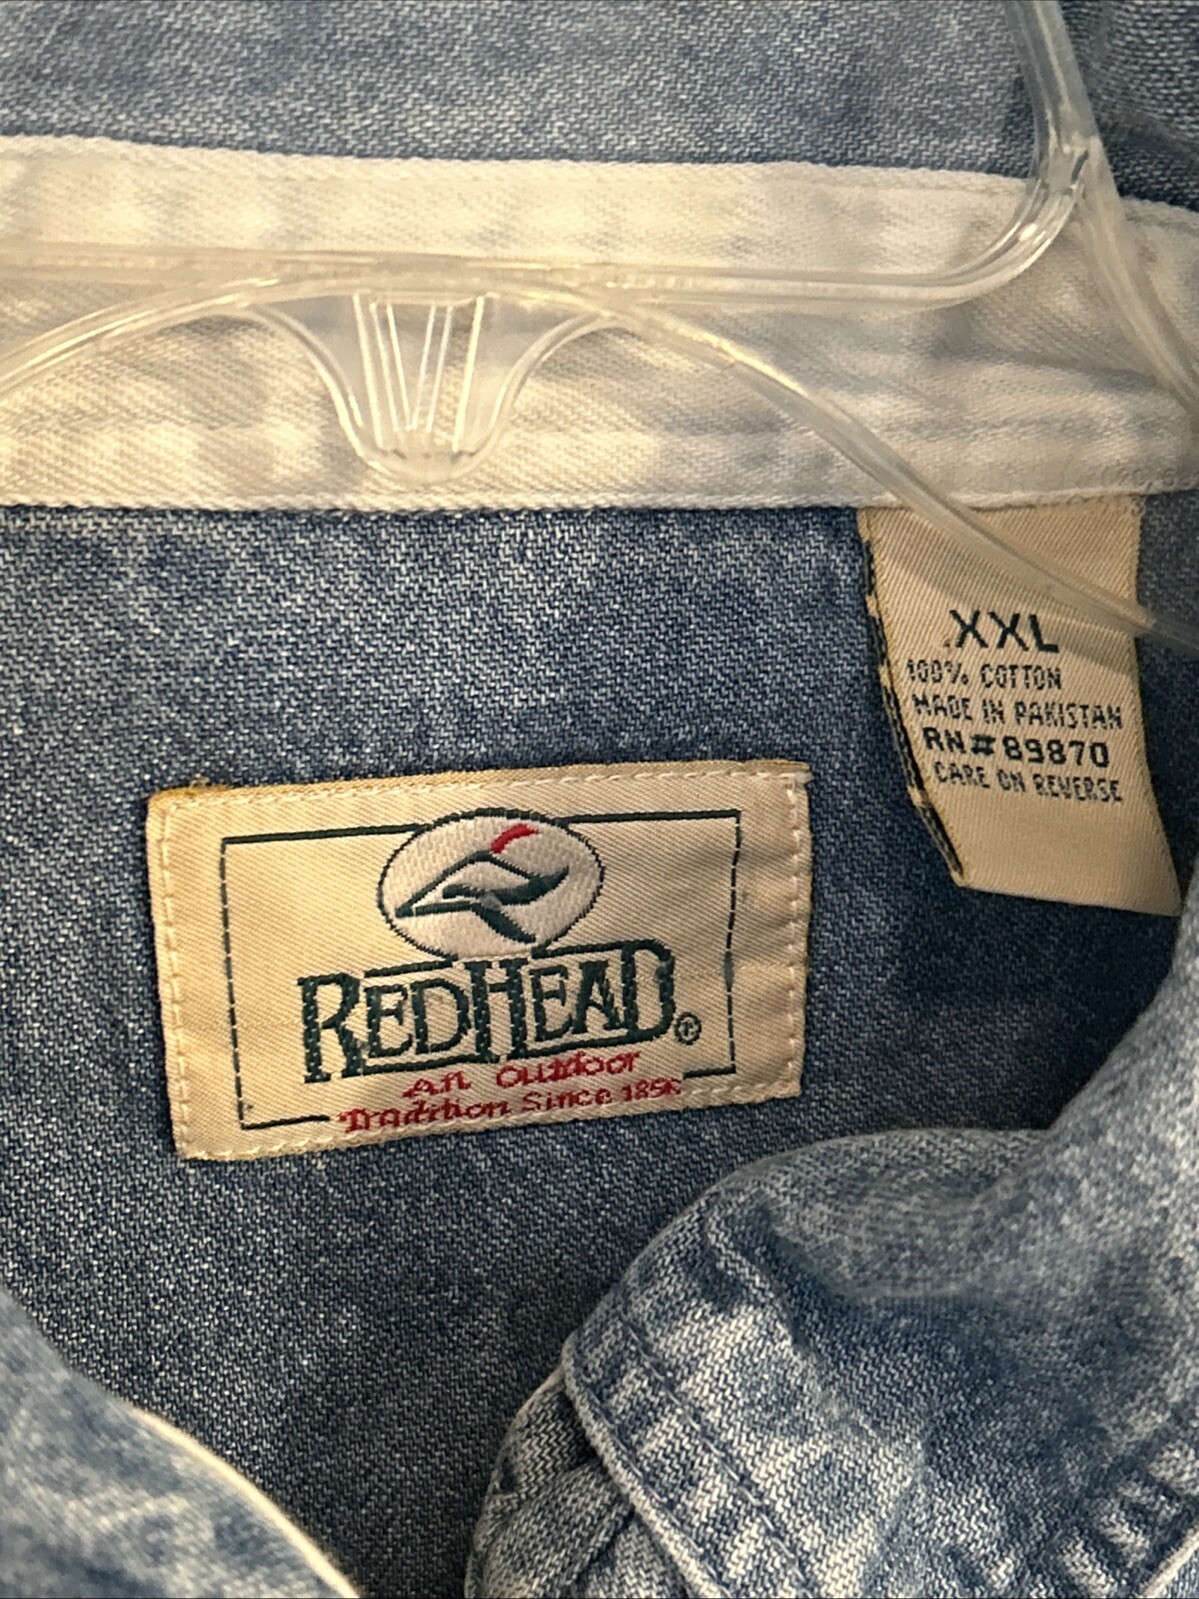 XXL
100% COTTON
MADE IN PAKISTAN
RN#89870
CARE ON REVERSE
REDHEAD®
An Outdoor
Tradition Since 1856